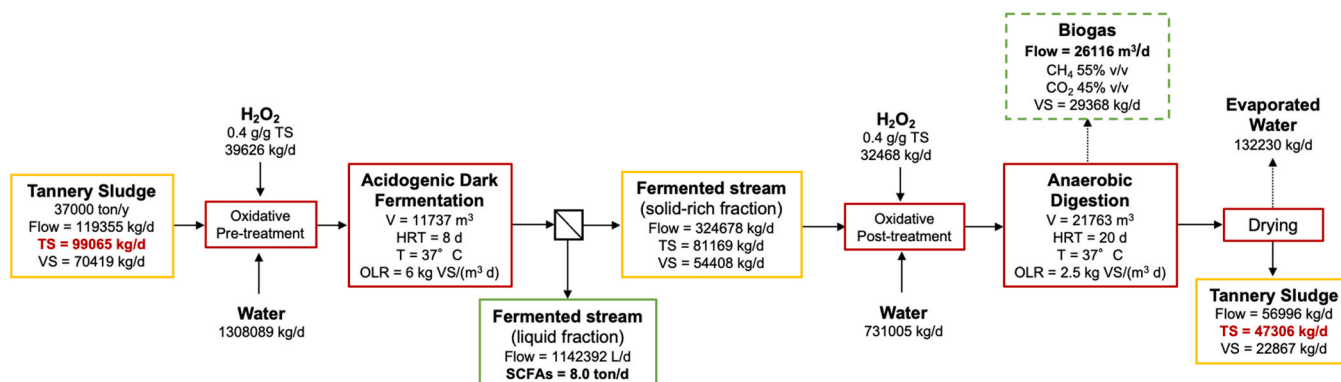 Tannery Sludge
37000 ton/y
Flow = 119355 kg/d
TS = 99065 kg/d
VS = 70419 kg/d
H₂O₂
0.4 g/g TS
39626 kg/d
Oxidative
Pre-treatment
Water
1308089 kg/d
Acidogenic Dark
Fermentation
V = 11737 m³
HRT = 8 d
T = 37° C
OLR = 6 kg VS/(m³ d)
Fermented stream
(liquid fraction)
Flow = 1142392 L/d
SCFAs = 8.0 ton/d
Fermented stream
(solid-rich fraction)
Flow = 324678 kg/d
TS = 81169 kg/d
VS = 54408 kg/d
H₂O₂
0.4 g/g TS
32468 kg/d
Oxidative
Post-treatment
Water
731005 kg/d
Biogas
Flow = 26116 m³/d
CH₄ 55% v/v
CO₂ 45% v/v
VS = 29368 kg/d
Anaerobic
Digestion
V = 21763 m³
HRT = 20 d
T = 37° C
OLR = 2.5 kg VS/(m³ d)
Evaporated
Water
132230 kg/d
Drying
Tannery Sludge
Flow = 56996 kg/d
TS = 47306 kg/d
VS = 22867 kg/d